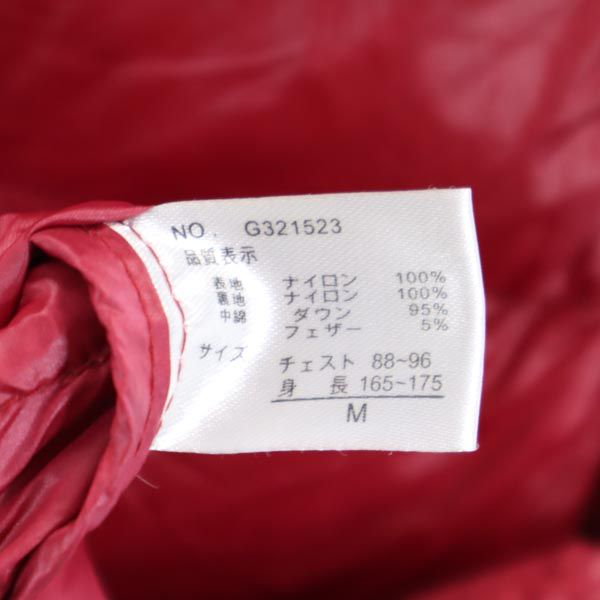 NO. G321523
品質表示
表地 ナイロン 100%
裏地 ナイロン 100%
中綿 ダウン 95%
フェザー 5%
サイズ
チェスト 88~96
身長 165~175
M